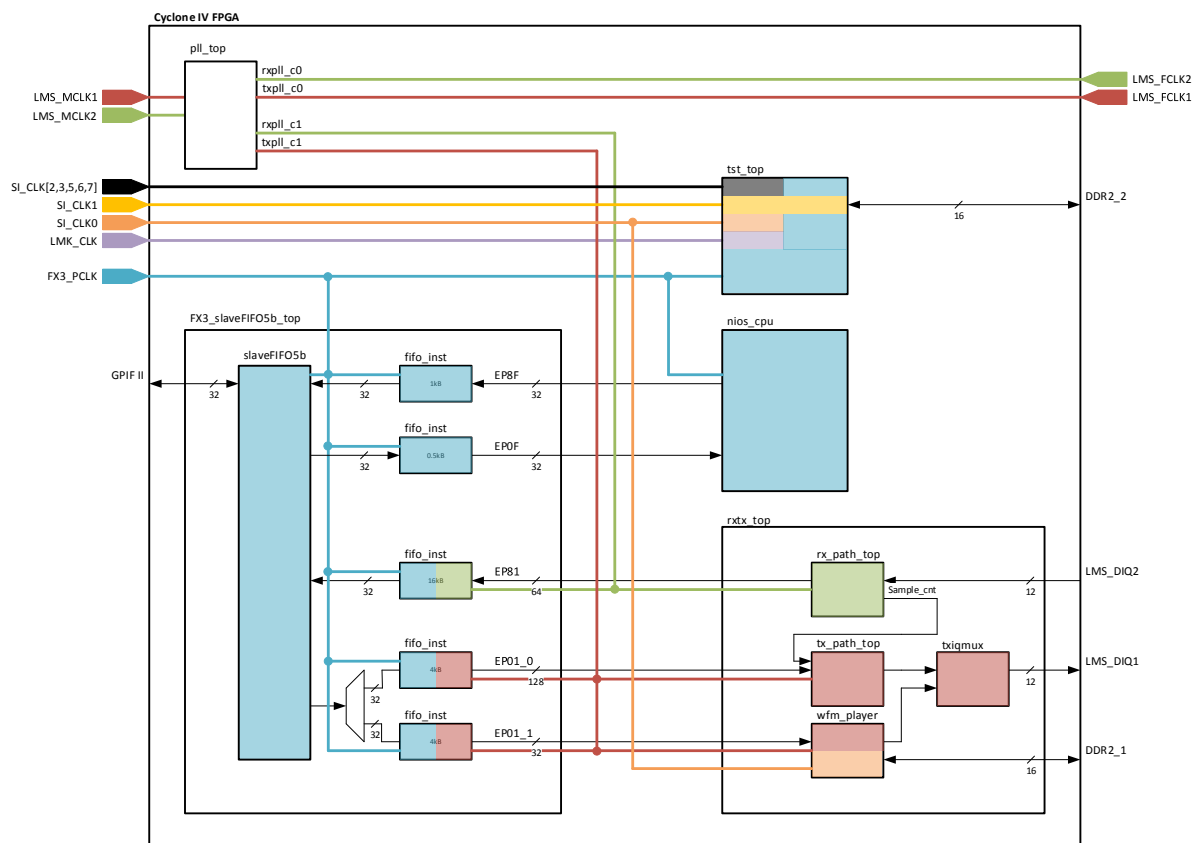 Cyclone IV FPGA
pll_top
rxpll_c0
txpll_c0
rxpll_c1
txpll_c1
LMS_MCLK1
LMS_MCLK2
LMS_FCLK2
LMS_FCLK1
SI_CLK[2,3,5,6,7]
SI_CLK1
SI_CLK0
LMK_CLK
FX3_PCLK
tst_top
16
DDR2_2
FX3_slaveFIFO5b_top
slaveFIFO5b
GPIF II
32
fifo_inst
1kB
32
EP8F
32
nios_cpu
fifo_inst
0.5kB
32
EP0F
32
fifo_inst
16kB
32
EP81
64
rxtx_top
rx_path_top
Sample_cnt
12
LMS_DIQ2
fifo_inst
4kB
32
EP01_0
128
tx_path_top
txiqmux
12
LMS_DIQ1
fifo_inst
4kB
32
EP01_1
32
wfm_player
16
DDR2_1